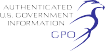 AUTHENTICATED
U.S. GOVERNMENT
INFORMATION
GPO